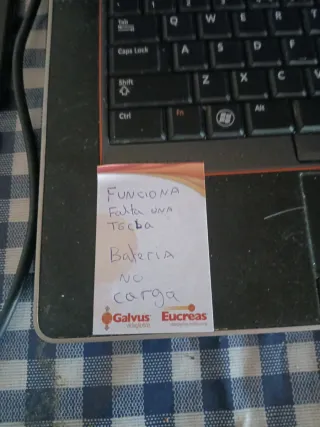 Tab
Q W E R
Caps Lock A S D F
Shift Z X C
Ctrl Fn Alt
FUNCIONA
Falta UNA
TECLA
BATERIA
NO
carga
Galvus Eucreas